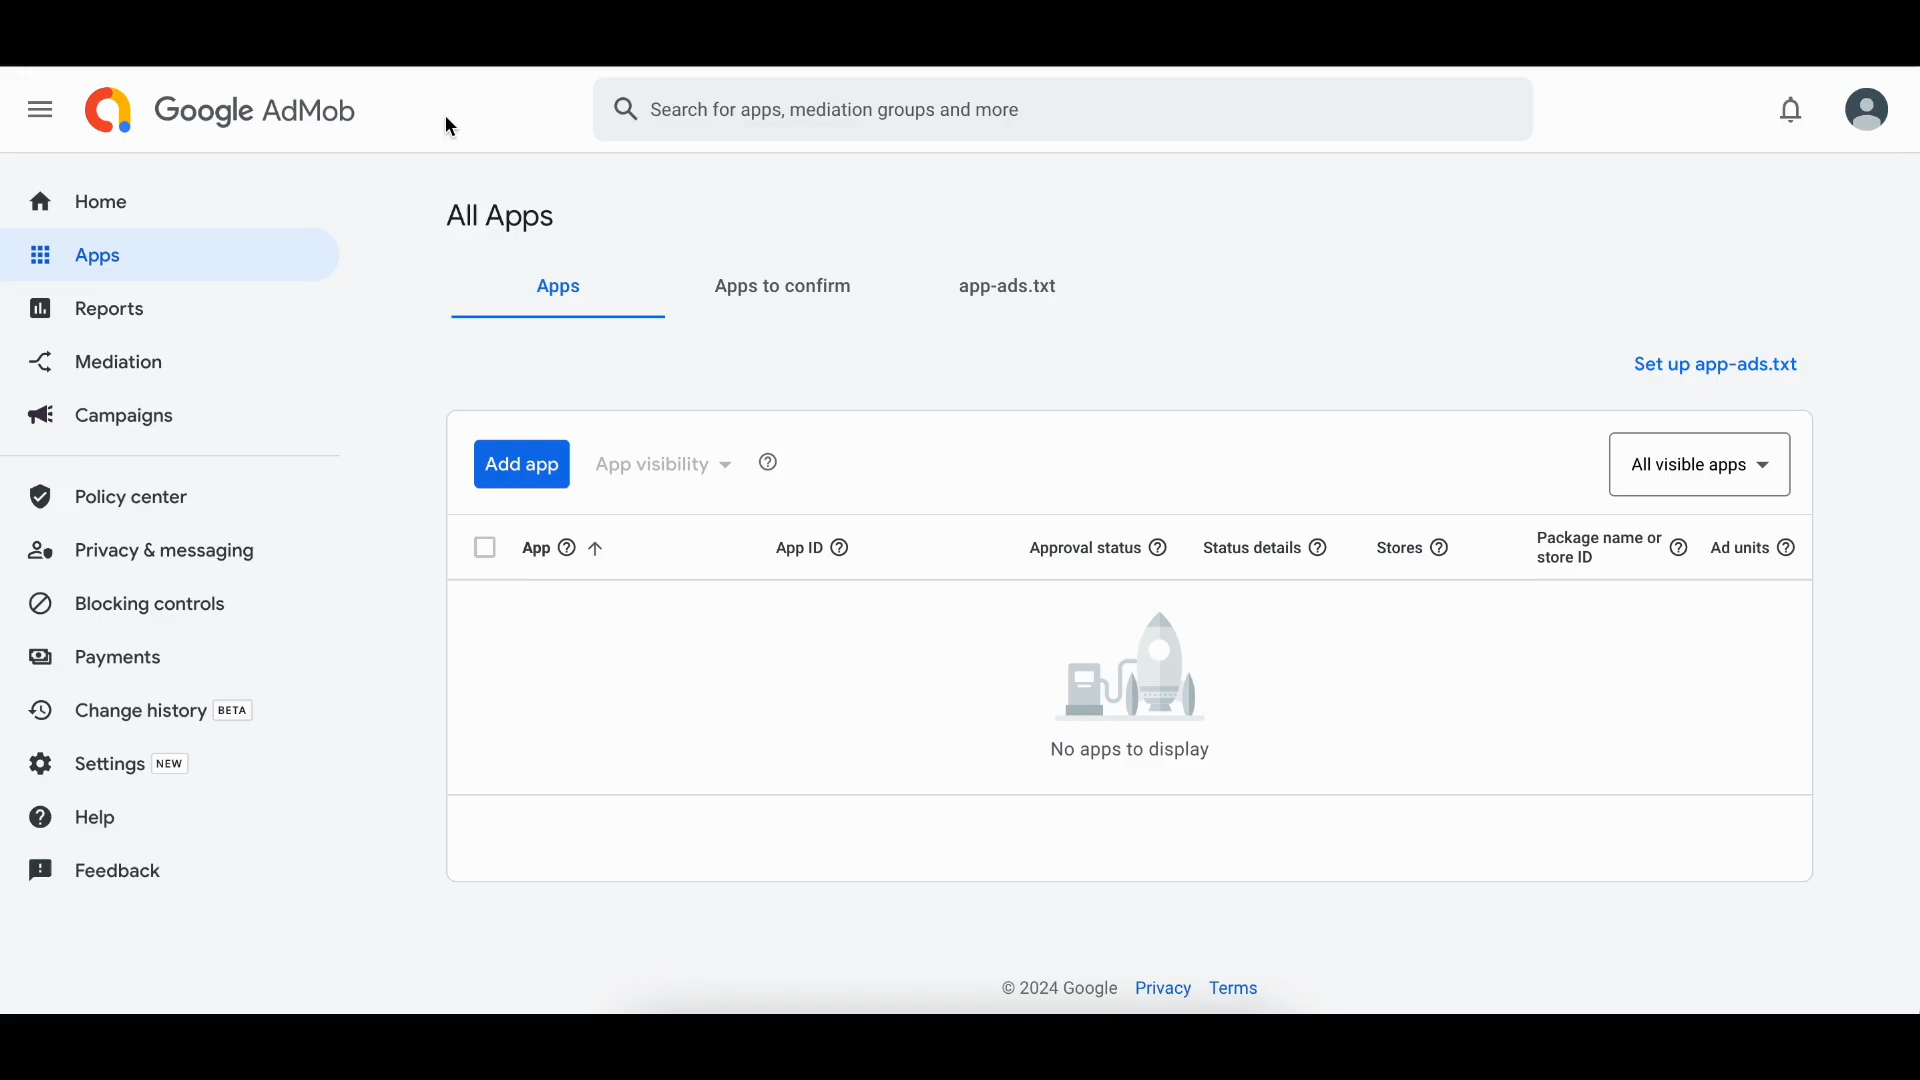 Google AdMob
Search for apps, mediation groups and more
Home
Apps
Reports
Mediation
Campaigns
Policy center
Privacy & messaging
Blocking controls
Payments
Change history BETA
Settings NEW
Help
Feedback
All Apps
Apps
Apps to confirm
app-ads.txt
Set up app-ads.txt
Add app
App visibility
All visible apps
App
App ID
Approval status
Status details
Stores
Package name or
store ID
Ad units
No apps to display
© 2024 Google Privacy Terms